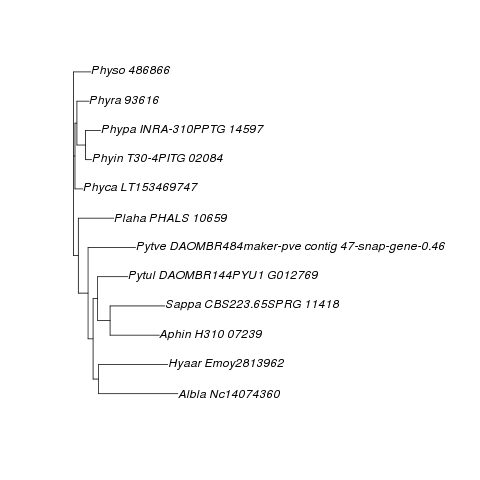 Physo 486866
Phyra 93616
Phypa INRA-310PPTG 14597
Phyin T30-4PITG 02084
Phyca LT153469747
Plaha PHALS 10659
Pytve DAOMBR484maker-pve contig 47-snap-gene-0.46
Pytul DAOMBR144PYU1 G012769
Sappa CBS223.65SPRG 11418
Aphin H310 07239
Hyaar Emoy2813962
Albla Nc14074360